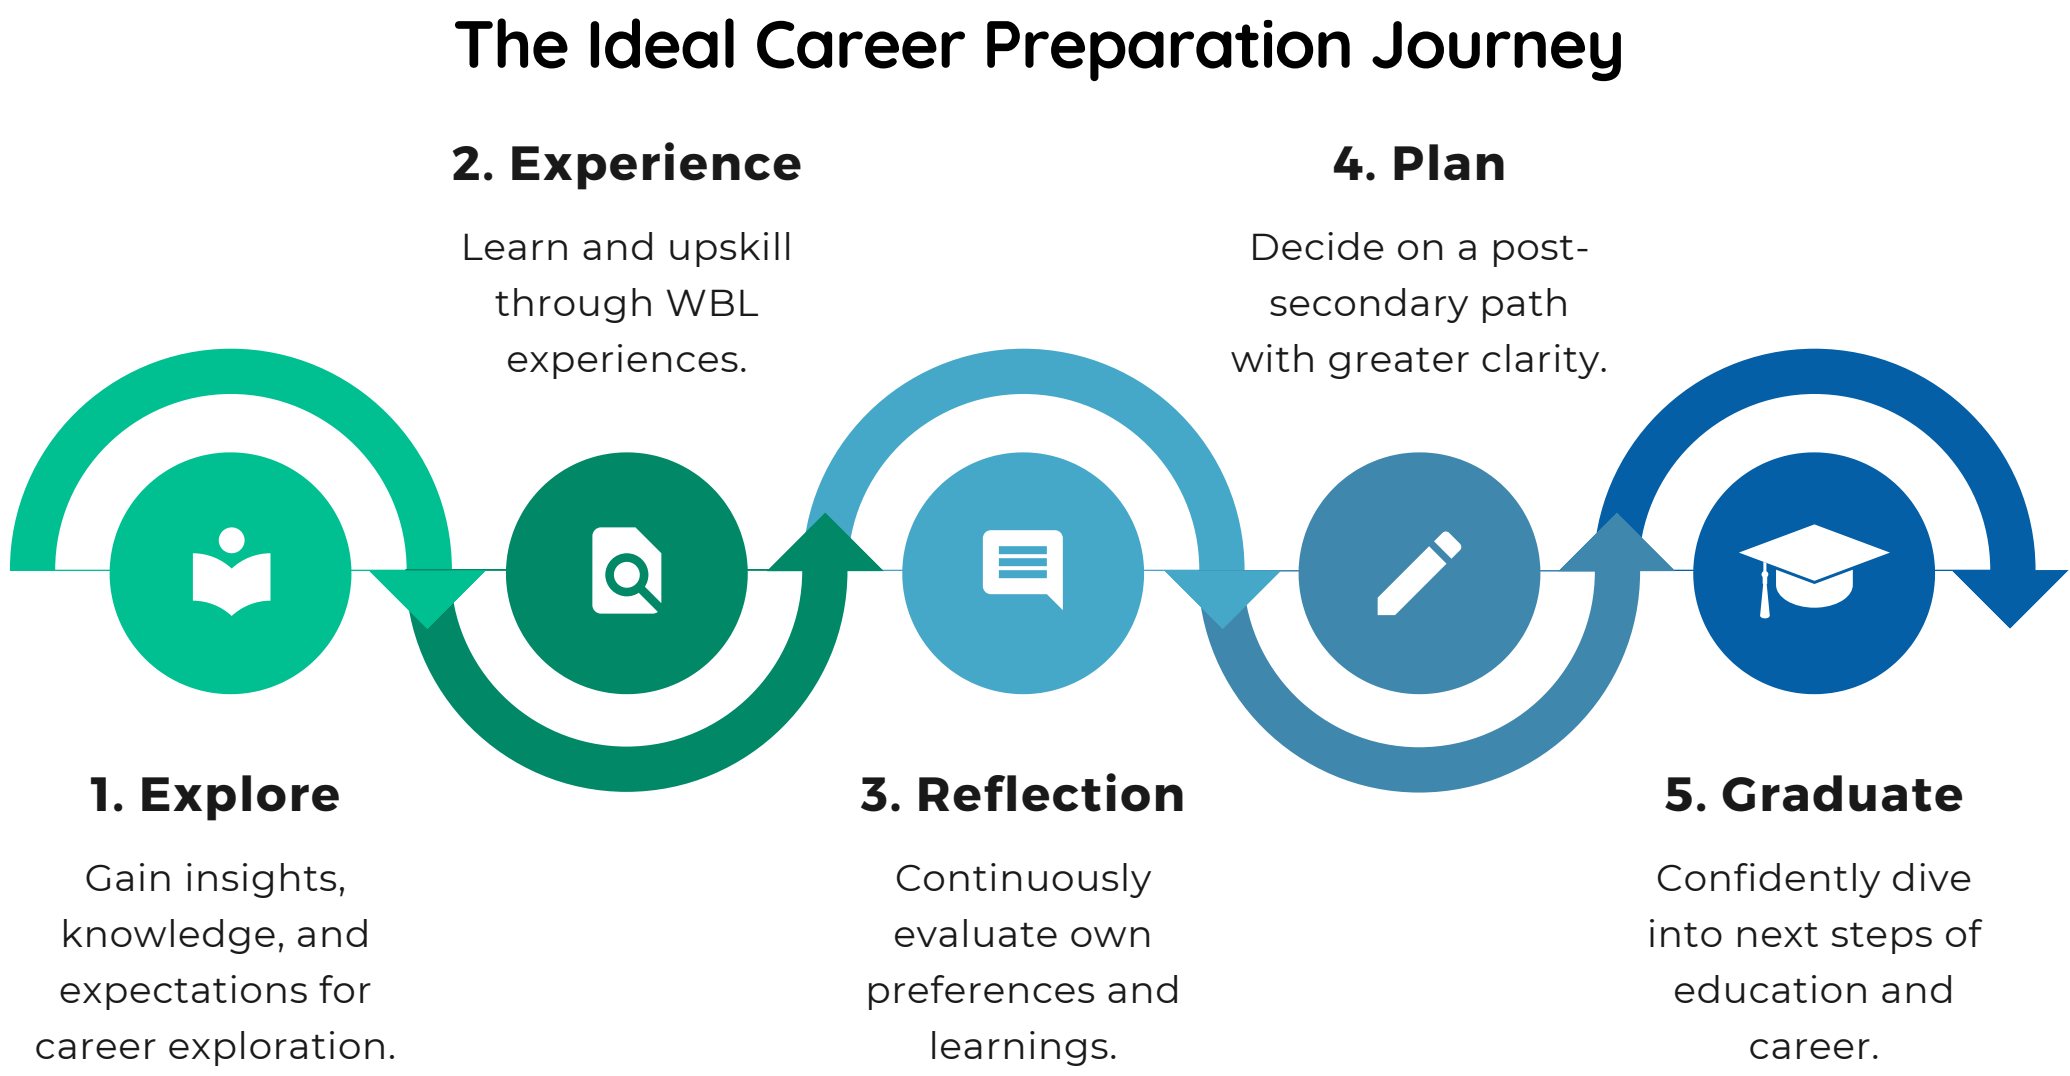 The Ideal Career Preparation Journey
1. Explore
Gain insights,
knowledge, and
expectations for
career exploration.
2. Experience
Learn and upskill
through WBL
experiences.
3. Reflection
Continuously
evaluate own
preferences and
learnings.
4. Plan
Decide on a post-
secondary path
with greater clarity.
5. Graduate
Confidently dive
into next steps of
education and
career.